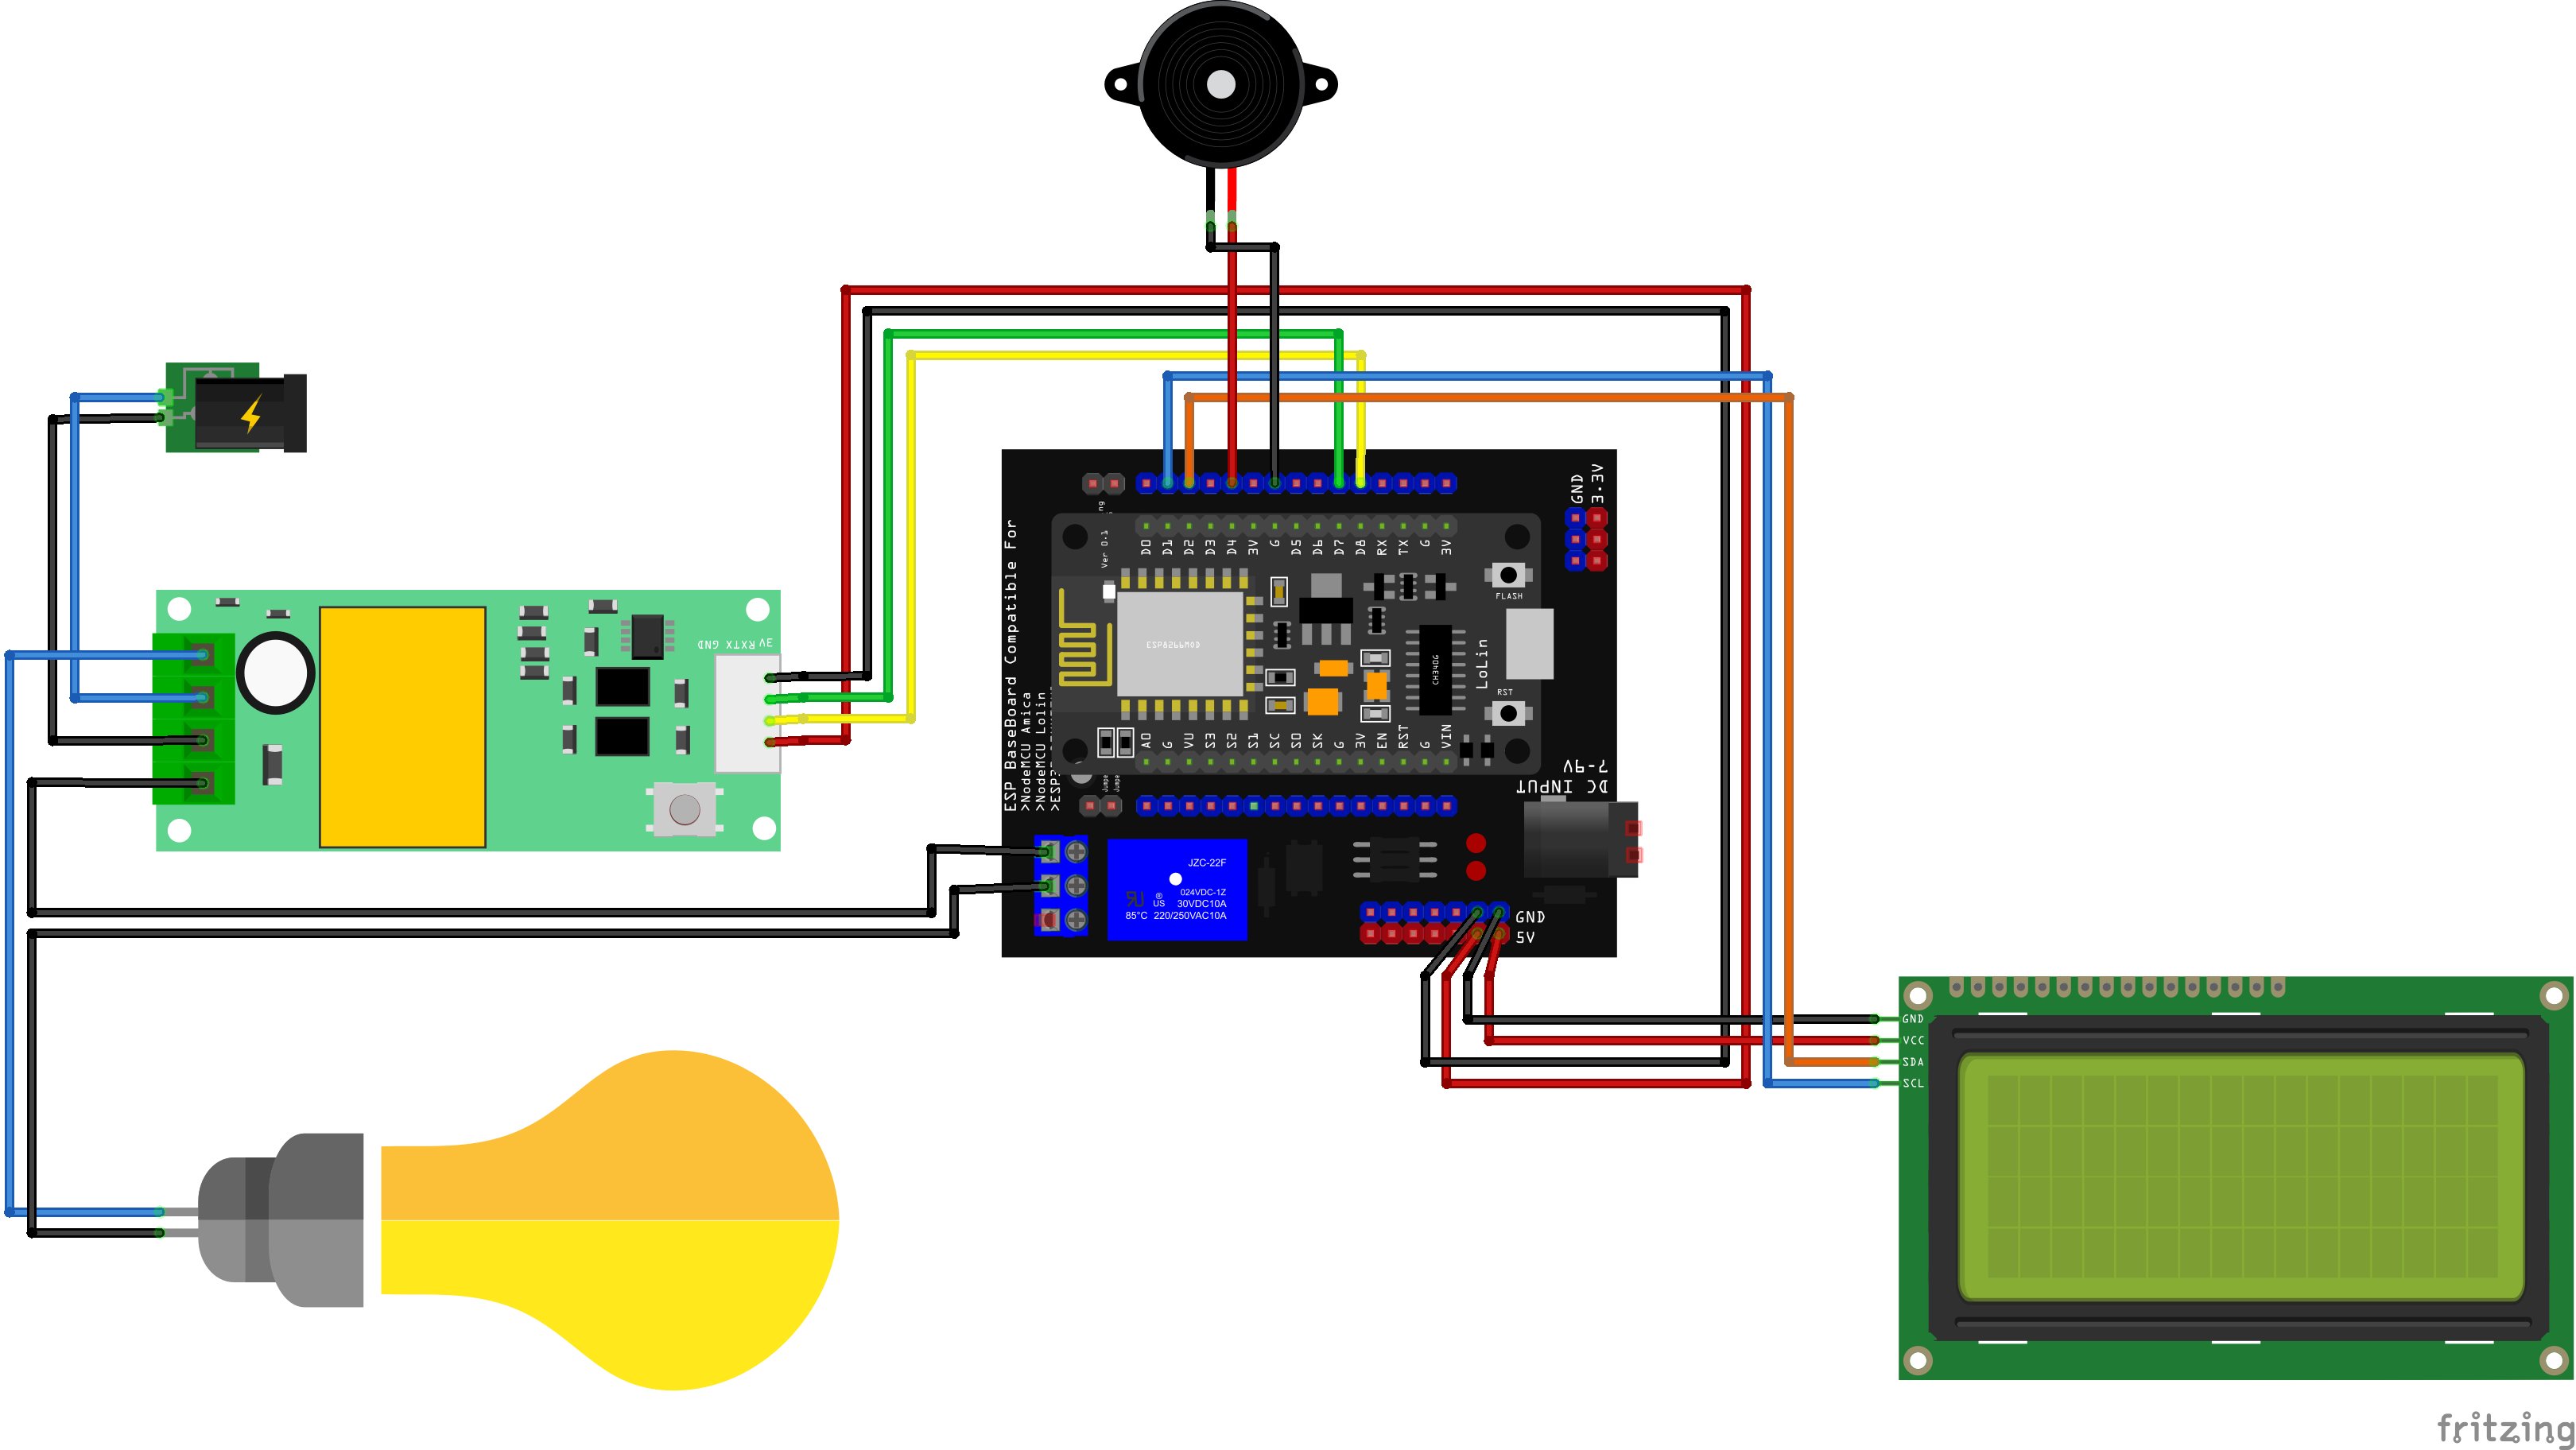 GND 3.3V
ESP BaseBoard Compatible For
>NodeMCU Amica
>NodeMCU Lolin
Ver 0.1
D0 D1 D2 D3 D4 3V G D5 D6 D7 D8 RX TX G 3V
FLASH
CH340G
LoLin
RST
A0 G VU S3 S2 S1 SC S0 SK G 3V EN RST G VIN
DC INPUT
7-9V
GND TX RX
JZC-22F
024VDC-1Z
® US 30VDC10A
85°C 220/250VAC10A
GND
5V
GND
VCC
SDA
SCL
fritzing